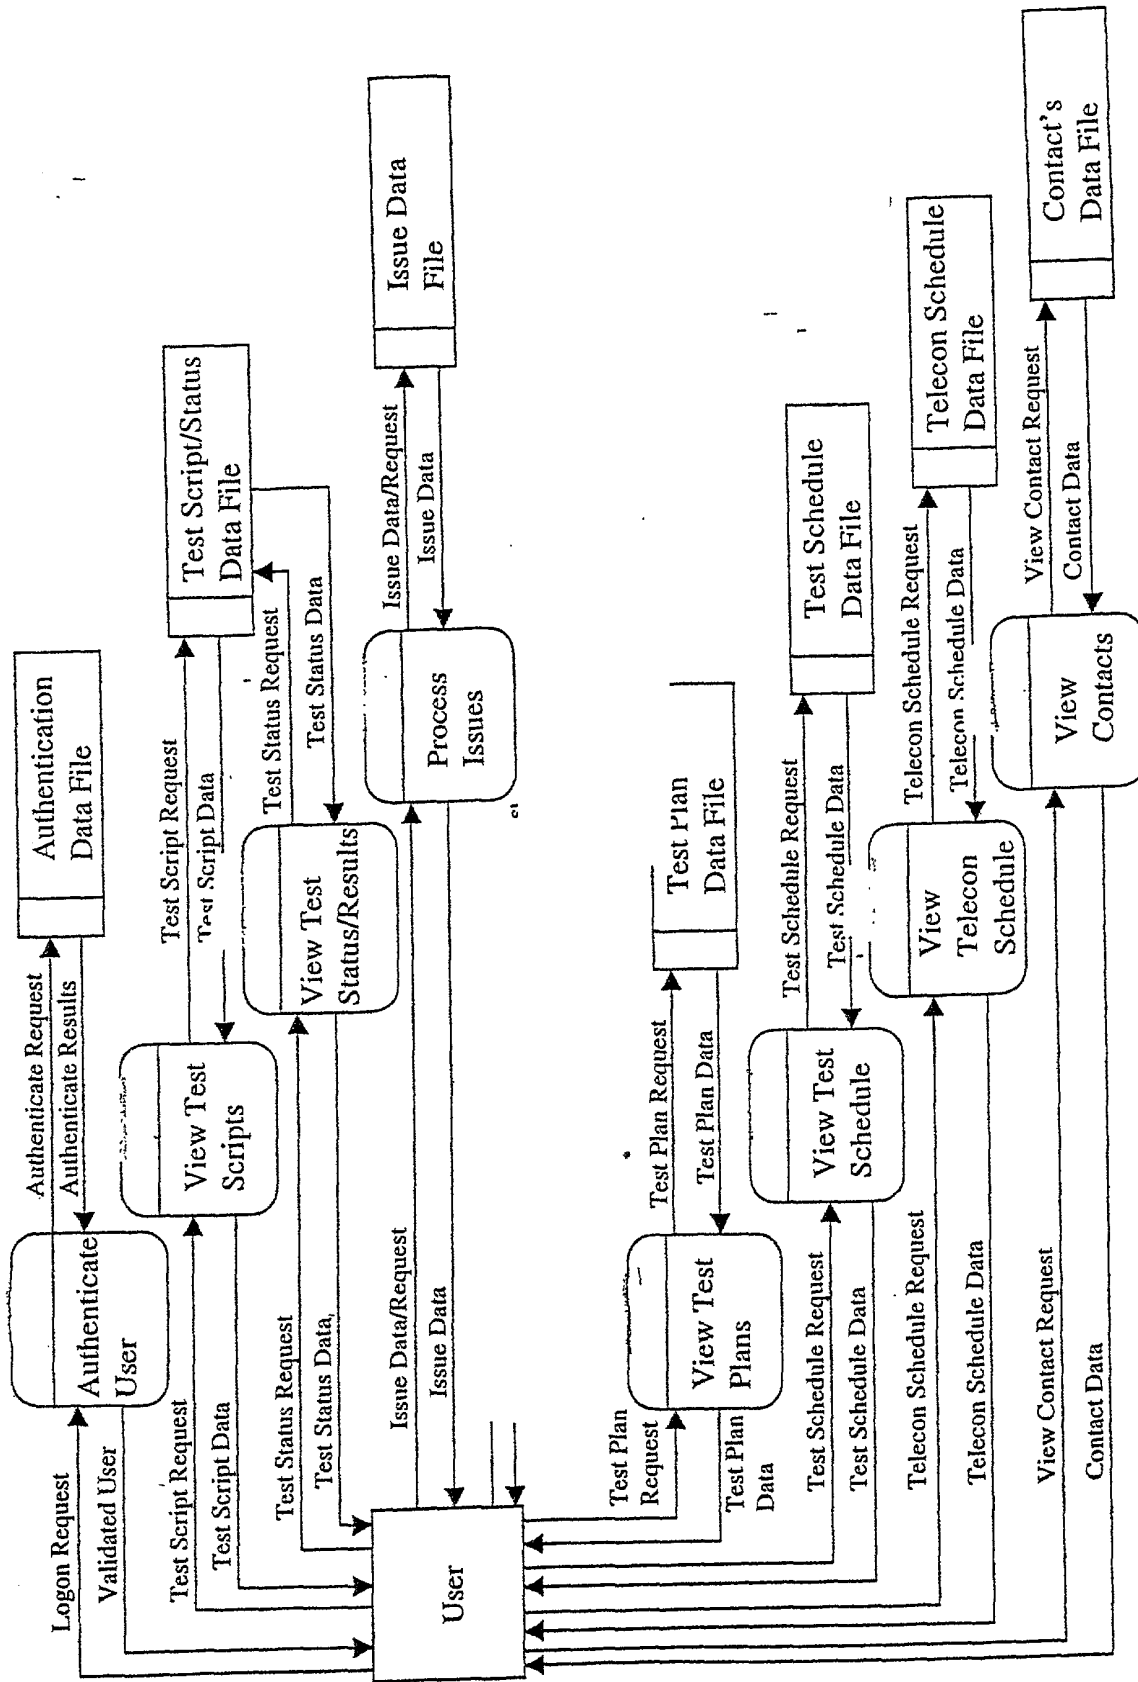 Logon Request
Validated User
Authenticate
User
Authenticate Request
Authenticate Results
Authentication
Data File
Test Script Request
Test Script Data
View Test
Scripts
Test Script Request
Test Script Data
Test Script/Status
Data File
Test Status Request
Test Status Data
View Test
Status/Results
Test Status Request
Test Status Data
Issue Data/Request
Issue Data
Process
Issues
Issue Data/Request
Issue Data
Issue Data
File
User
Test Plan
Request
Test Plan
Data
View Test
Plans
Test Plan Request
Test Plan Data
Test Plan
Data File
Test Schedule Request
Test Schedule Data
View Test
Schedule
Test Schedule Request
Test Schedule Data
Test Schedule
Data File
Telecon Schedule Request
Telecon Schedule Data
View
Telecon
Schedule
Telecon Schedule Request
Telecon Schedule Data
Telecon Schedule
Data File
View Contact Request
Contact Data
View
Contacts
View Contact Request
Contact Data
Contact's
Data File